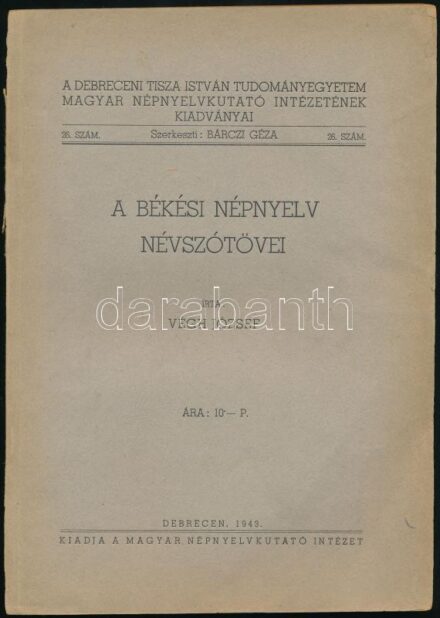 A DEBRECENI TISZA ISTVÁN TUDOMÁNYEGYETEM
MAGYAR NÉPNYELVKUTATÓ INTÉZETÉNEK
KIADVÁNYAI
26. SZÁM. Szerkeszti: BÁRCZI GÉZA 26. SZÁM.
A BÉKÉSI NÉPNYELV
NÉVSZÓTÖVEI
ÍRTA
darabanth
VÉGH JÓZSEF
ÁRA: 10·— P.
DEBRECEN, 1943.
KIADJA A MAGYAR NÉPNYELVKUTATÓ INTÉZET